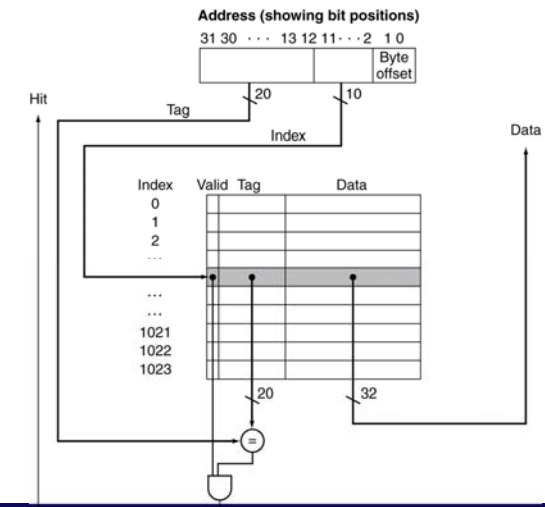 Address (showing bit positions)
31 30 · · · 13 12 11 · · · 2 1 0
Byte
offset
20
10
Hit
Tag
Index
Data
Index Valid Tag Data
0
1
2
...
...
...
1021
1022
1023
20
32
=